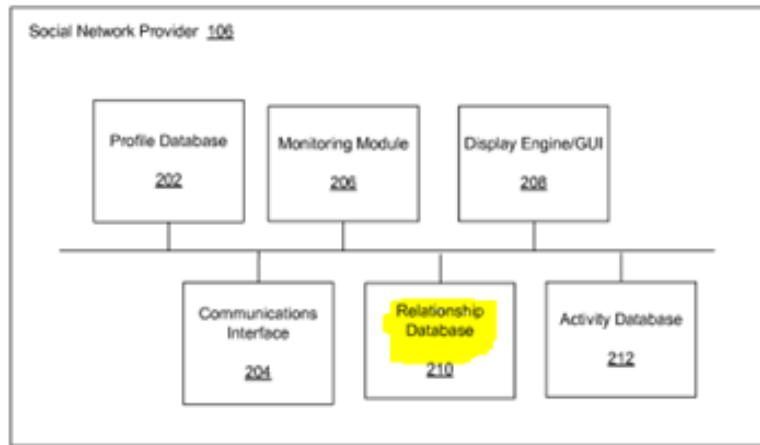 Social Network Provider 106
Profile Database
202
Monitoring Module
206
Display Engine/GUI
208
Communications
Interface
204
Relationship
Database
210
Activity Database
212